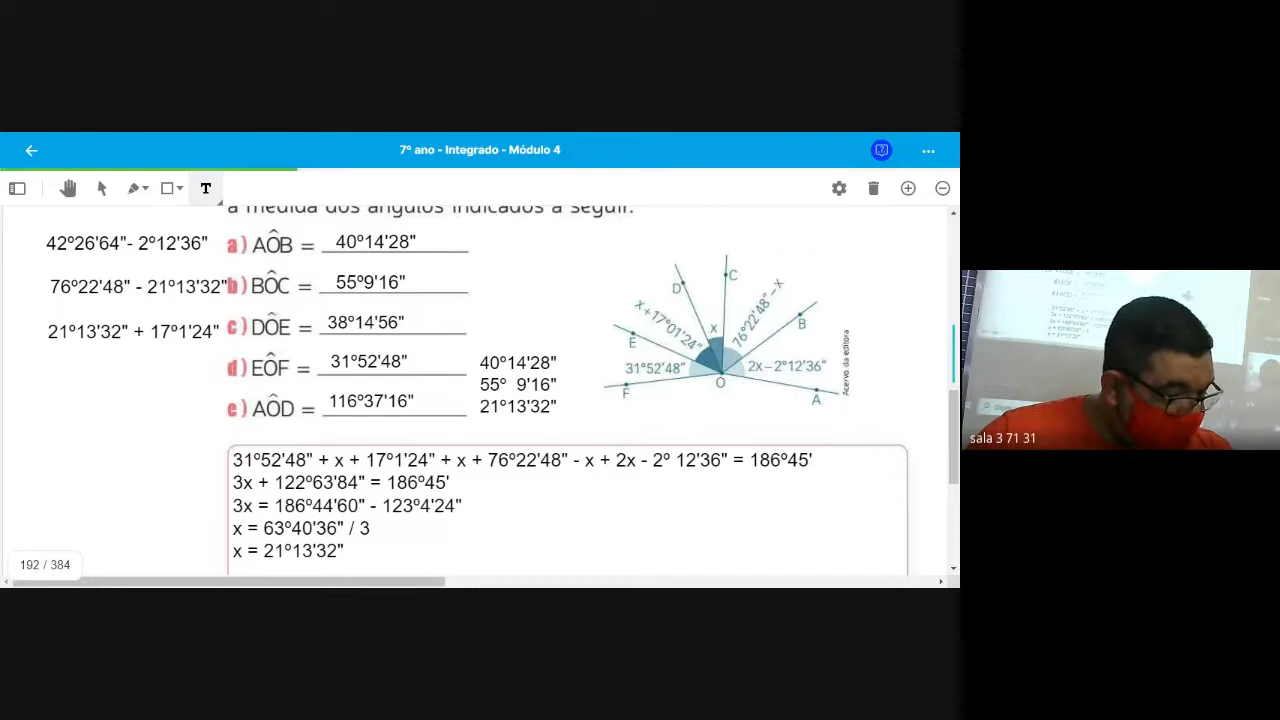 7º ano - Integrado - Módulo 4
T
a medida dos ângulos indicados a seguir.
42º26'64"- 2º12'36"
a) AÔB = 40º14'28"
76º22'48" - 21º13'32"
b) BÔC = 55º9'16"
21º13'32" + 17º1'24"
c) DÔE = 38º14'56"
d) EÔF = 31º52'48"
e) AÔD = 116º37'16"
40º14'28"
55º 9'16"
21º13'32"
C
D
x + 17º01'24"
x
76º22'48" – x
B
E
31º52'48"
2x – 2º12'36"
F
O
A
Acervo da editora
31º52'48" + x + 17º1'24" + x + 76º22'48" - x + 2x - 2º 12'36" = 186º45'
3x + 122º63'84" = 186º45'
3x = 186º44'60" - 123º4'24"
x = 63º40'36" / 3
x = 21º13'32"
192 / 384
sala 3 71 31